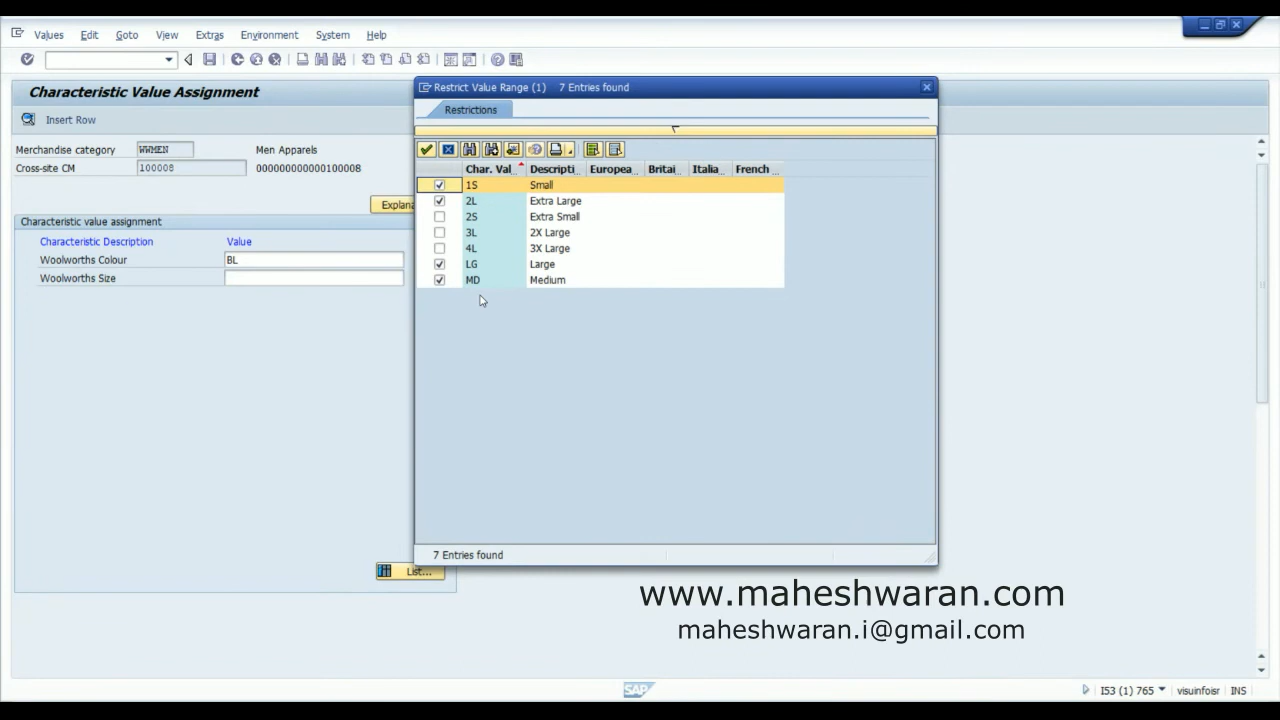 Values Edit Goto View Extras Environment System Help
Characteristic Value Assignment
Insert Row
Merchandise category WWMEN Men Apparels
Cross-site CM 100008 000000000000100008
Explana
Characteristic value assignment
Characteristic Description Value
Woolworths Colour BL
Woolworths Size
List...
Restrict Value Range (1) 7 Entries found
Restrictions
Char. Val.. Descripti.. Europea... Britai.. Italia... French ...
1S Small
2L Extra Large
2S Extra Small
3L 2X Large
4L 3X Large
LG Large
MD Medium
7 Entries found
www.maheshwaran.com
maheshwaran.i@gmail.com
SAP I53 (1) 765 visuinfoisr INS